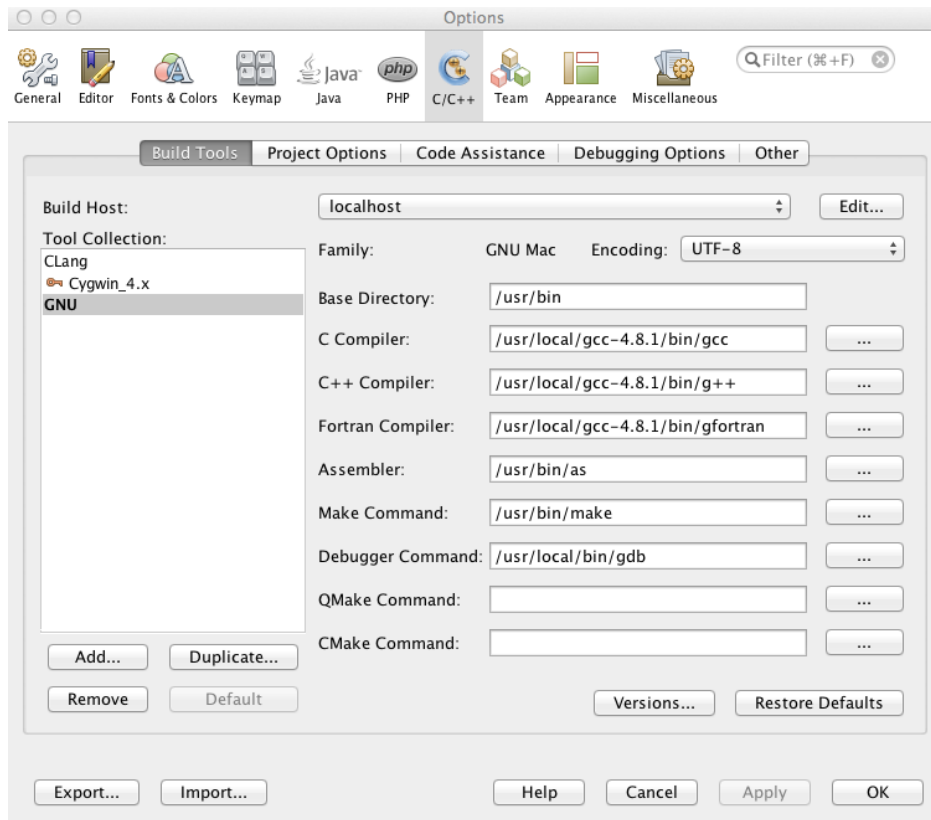 Options
Filter (⌘+F)
General Editor Fonts & Colors Keymap Java PHP C/C++ Team Appearance Miscellaneous
Build Tools Project Options Code Assistance Debugging Options Other
Build Host: localhost Edit...
Tool Collection:
CLang
Cygwin_4.x
GNU
Family: GNU Mac Encoding: UTF-8
Base Directory: /usr/bin
C Compiler: /usr/local/gcc-4.8.1/bin/gcc ...
C++ Compiler: /usr/local/gcc-4.8.1/bin/g++ ...
Fortran Compiler: /usr/local/gcc-4.8.1/bin/gfortran ...
Assembler: /usr/bin/as ...
Make Command: /usr/bin/make ...
Debugger Command: /usr/local/bin/gdb ...
QMake Command: ...
CMake Command: ...
Add... Duplicate...
Remove Default
Versions... Restore Defaults
Export... Import... Help Cancel Apply OK